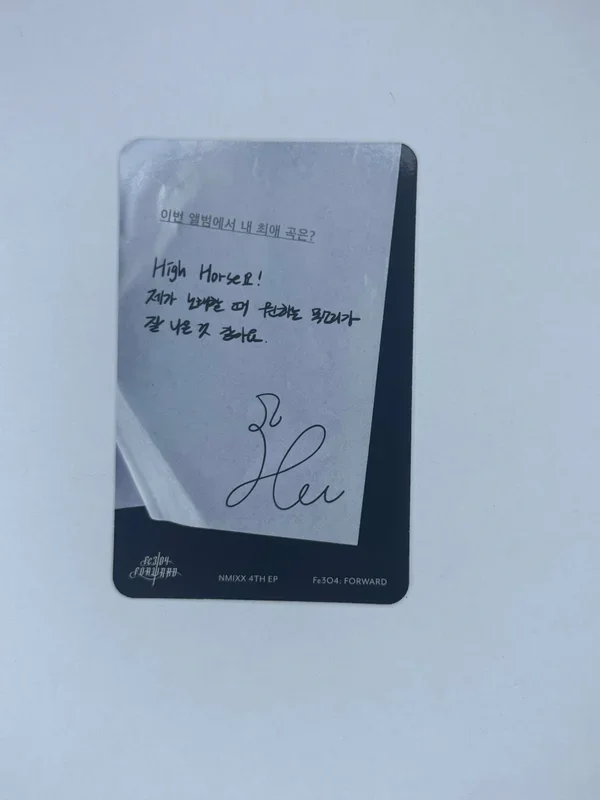 이번 앨범에서 내 최애 곡은?
High Horse요!
제가 노래할 때 원하는 목소리가
잘 나온 것 같아요.
Fe3O4
FORWARD
NMIXX 4TH EP
Fe3O4: FORWARD